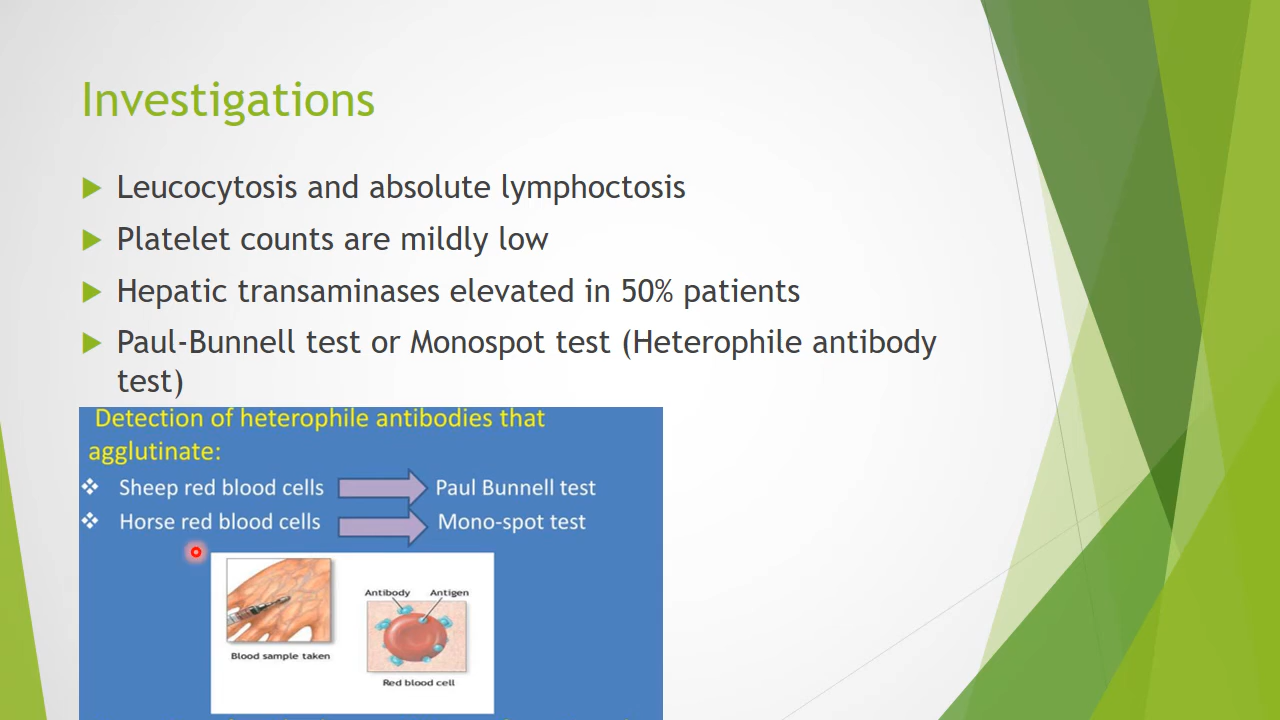 Investigations
Leucocytosis and absolute lymphoctosis
Platelet counts are mildly low
Hepatic transaminases elevated in 50% patients
Paul-Bunnell test or Monospot test (Heterophile antibody
test)
Detection of heterophile antibodies that
agglutinate:
Sheep red blood cells Paul Bunnell test
Horse red blood cells Mono-spot test
Antibody Antigen
Blood sample taken
Red blood cell